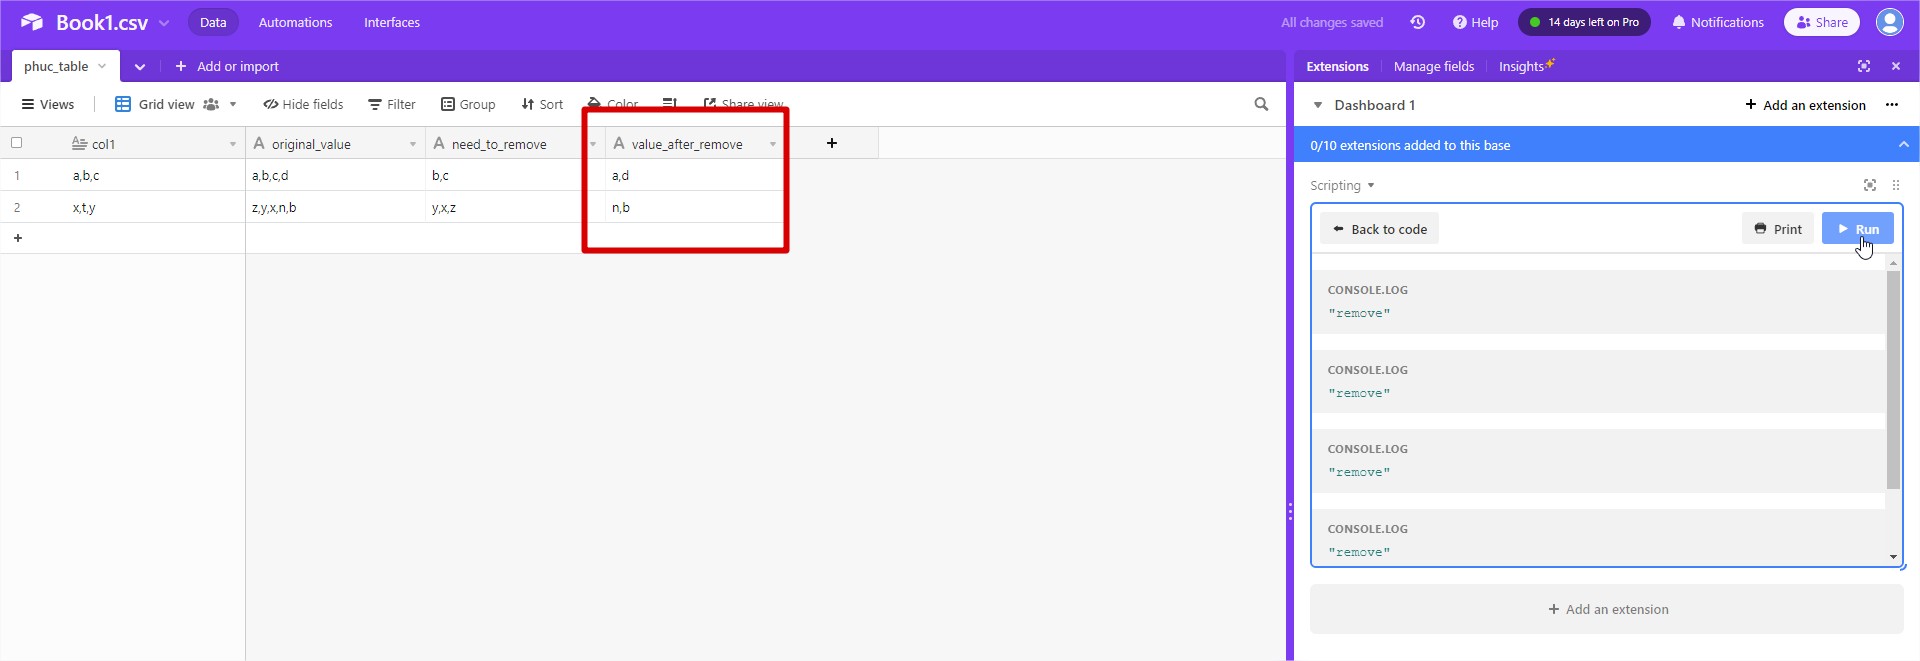 Book1.csv Data Automations Interfaces All changes saved Help 14 days left on Pro Notifications Share
phuc_table Add or import
Extensions Manage fields Insights
Views Grid view Hide fields Filter Group Sort Color Share view
Dashboard 1 Add an extension
col1 original_value need_to_remove value_after_remove
0/10 extensions added to this base
1 a,b,c a,b,c,d b,c a,d
2 x,t,y z,y,x,n,b y,x,z n,b
Scripting
Back to code Print Run
CONSOLE.LOG
"remove"
CONSOLE.LOG
"remove"
CONSOLE.LOG
"remove"
CONSOLE.LOG
"remove"
Add an extension